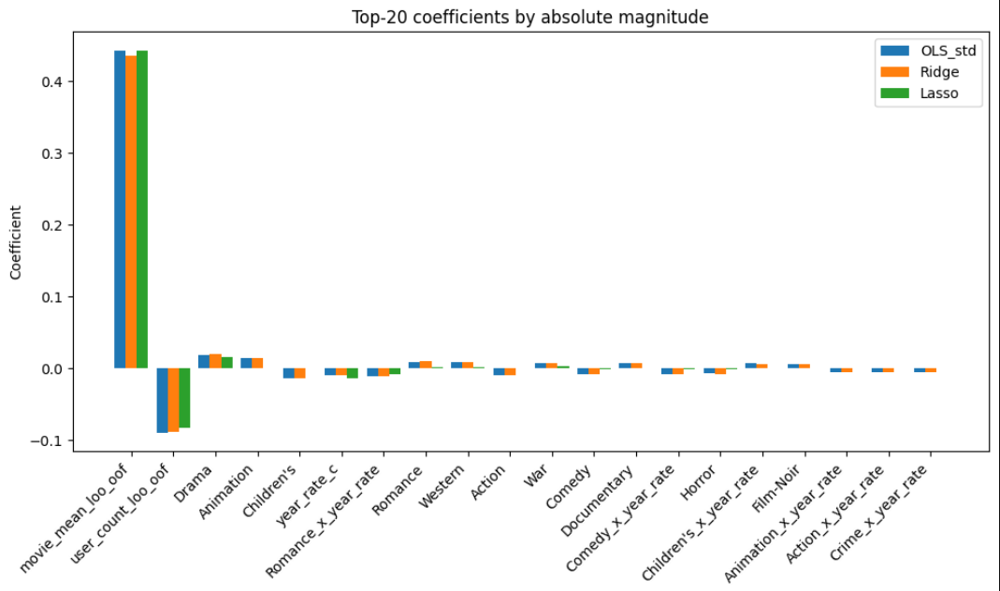 Top-20 coefficients by absolute magnitude
OLS_std
Ridge
Lasso
0.4
0.3
0.2
0.1
0.0
−0.1
Coefficient
movie_mean_loo_oof
user_count_loo_oof
Drama
Animation
Children's
year_rate_c
Romance_x_year_rate
Romance
Western
Action
War
Comedy
Documentary
Comedy_x_year_rate
Horror
Children's_x_year_rate
Film-Noir
Animation_x_year_rate
Action_x_year_rate
Crime_x_year_rate